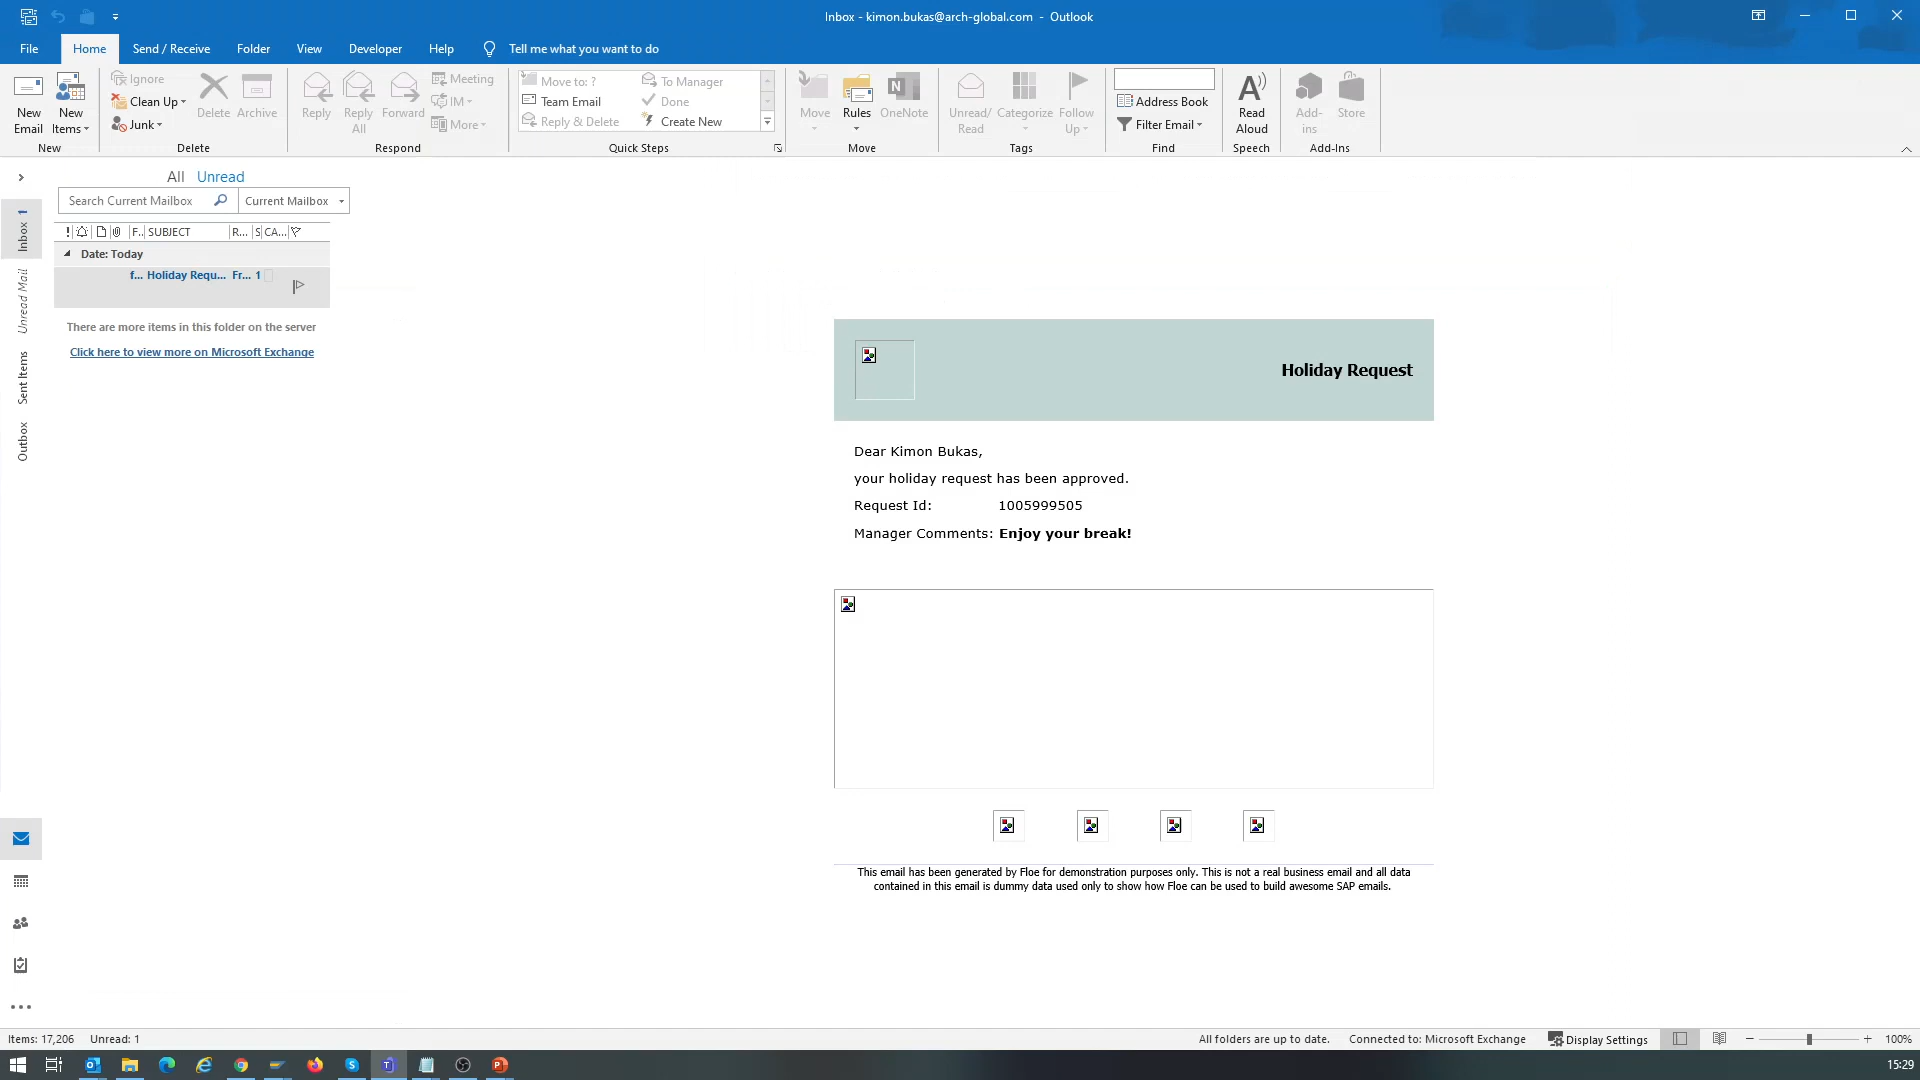 Inbox - kimon.bukas@arch-global.com - Outlook
File Home Send / Receive Folder View Developer Help Tell me what you want to do
New Email
New Items
New
Ignore
Clean Up
Junk
Delete
Archive
Delete
Reply
Reply All
Forward
Meeting
IM
More
Respond
Move to: ?
Team Email
Reply & Delete
To Manager
Done
Create New
Quick Steps
Move
Rules
OneNote
Move
Unread/ Read
Categorize
Follow Up
Tags
Address Book
Filter Email
Find
Read Aloud
Speech
Add-ins
Store
Add-Ins
All Unread
Search Current Mailbox Current Mailbox
! F.. SUBJECT R... S CA...
Date: Today
f... Holiday Requ... Fr... 1
There are more items in this folder on the server
Click here to view more on Microsoft Exchange
Inbox 1
Unread Mail
Sent Items
Outbox
Holiday Request
Dear Kimon Bukas,
your holiday request has been approved.
Request Id: 1005999505
Manager Comments: Enjoy your break!
This email has been generated by Floe for demonstration purposes only. This is not a real business email and all data
contained in this email is dummy data used only to show how Floe can be used to build awesome SAP emails.
Items: 17,206 Unread: 1 All folders are up to date. Connected to: Microsoft Exchange Display Settings 100%
15:29